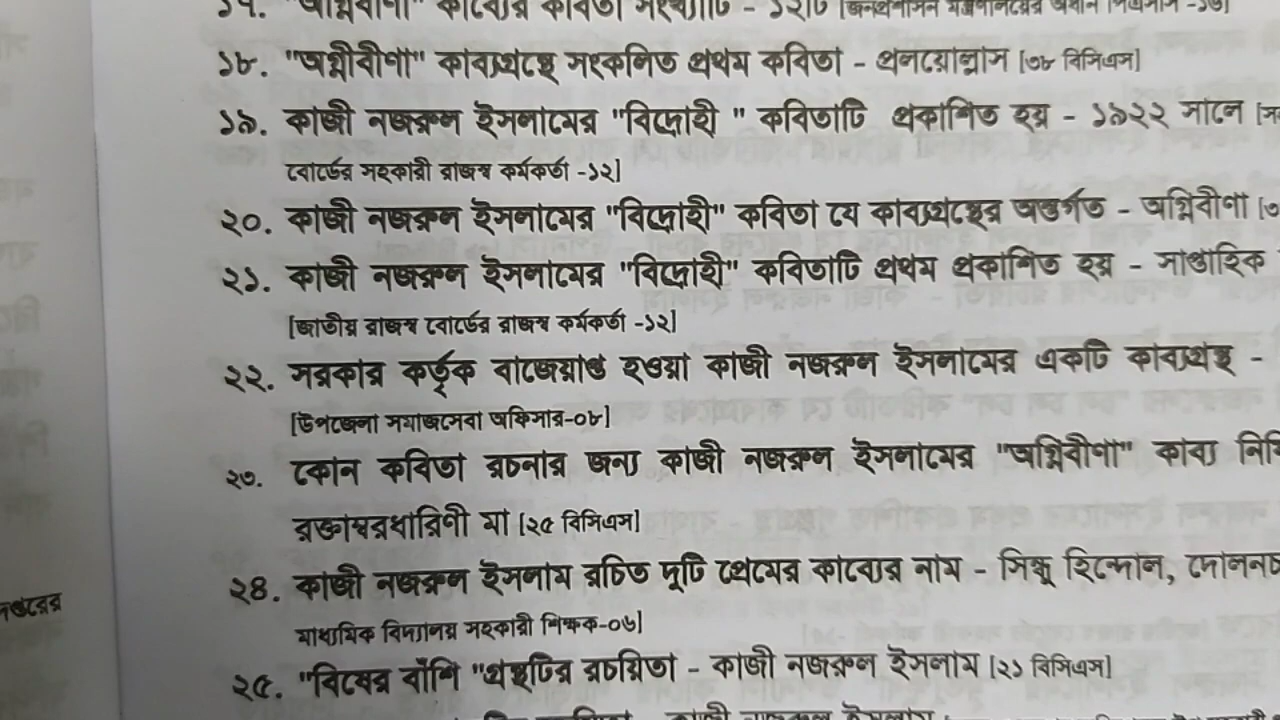 ১৭. "অগ্নিবীণা" কাব্যের কবিতা সংখ্যাটি - ১২টি
১৮. "অগ্নীবীণা" কাব্যগ্রন্থে সংকলিত প্রথম কবিতা - প্রলয়োল্লাস [৩৮ বিসিএস]
১৯. কাজী নজরুল ইসলামের "বিদ্রোহী " কবিতাটি প্রকাশিত হয় - ১৯২২ সালে
বোর্ডের সহকারী রাজস্ব কর্মকর্তা -১২]
২০. কাজী নজরুল ইসলামের "বিদ্রোহী" কবিতা যে কাব্যগ্রন্থের অন্তর্গত - অগ্নিবীণা
২১. কাজী নজরুল ইসলামের "বিদ্রোহী" কবিতাটি প্রথম প্রকাশিত হয় - সাপ্তাহিক
[জাতীয় রাজস্ব বোর্ডের রাজস্ব কর্মকর্তা -১২]
২২. সরকার কর্তৃক বাজেয়াপ্ত হওয়া কাজী নজরুল ইসলামের একটি কাব্যগ্রন্থ -
[উপজেলা সমাজসেবা অফিসার-০৮]
২৩. কোন কবিতা রচনার জন্য কাজী নজরুল ইসলামের "অগ্নিবীণা" কাব্য
রক্তাম্বরধারিণী মা [২৫ বিসিএস]
২৪. কাজী নজরুল ইসলাম রচিত দুটি প্রেমের কাব্যের নাম - সিন্ধু হিন্দোল,
মাধ্যমিক বিদ্যালয় সহকারী শিক্ষক-০৬]
২৫. "বিষের বাঁশি "গ্রন্থটির রচয়িতা - কাজী নজরুল ইসলাম [২১ বিসিএস]